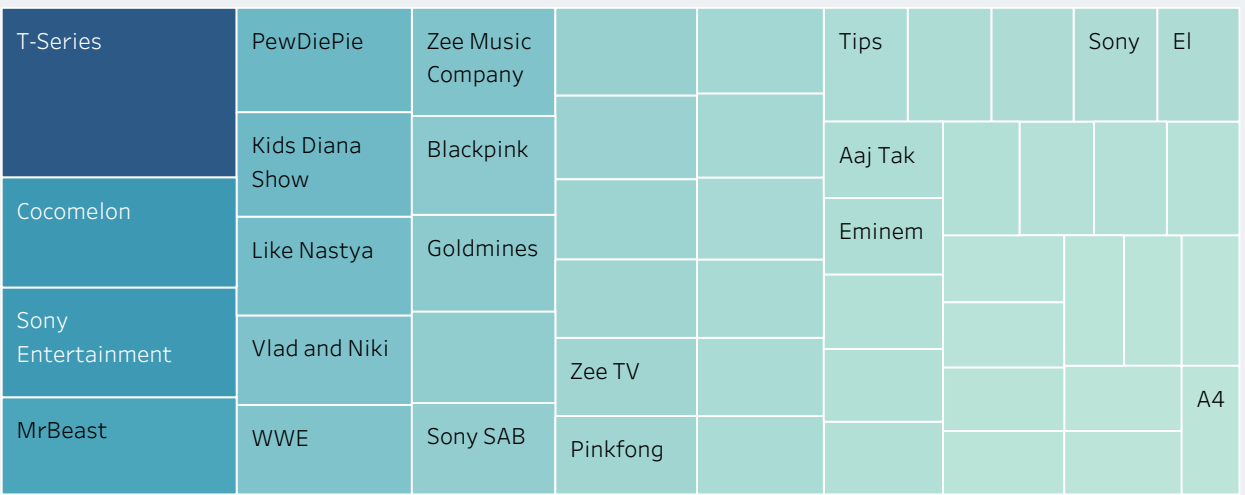 T-Series
Cocomelon
Sony
Entertainment
MrBeast
PewDiePie
Kids Diana
Show
Like Nastya
Vlad and Niki
WWE
Zee Music
Company
Blackpink
Goldmines
Sony SAB
Zee TV
Pinkfong
Tips
Sony
El
Aaj Tak
Eminem
A4